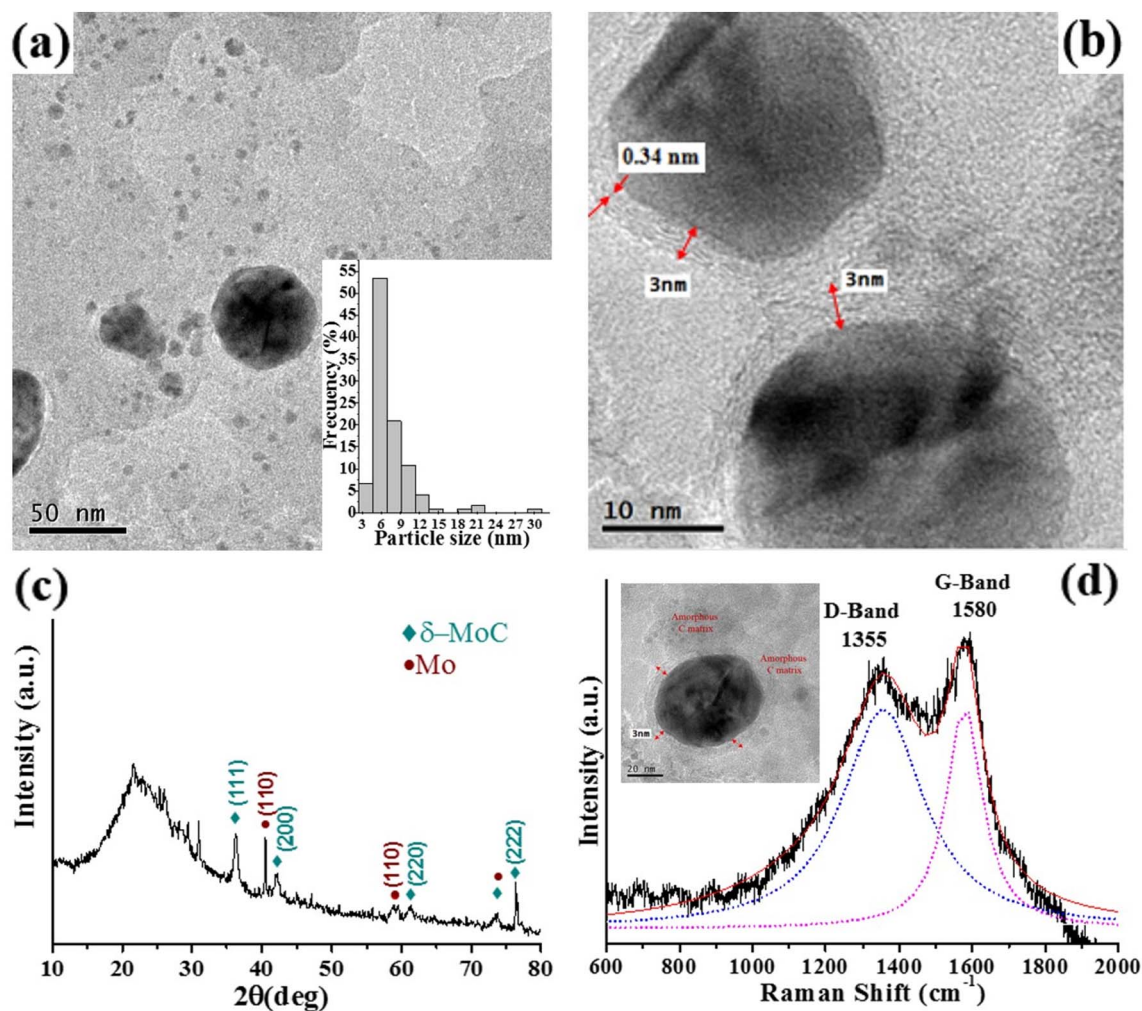 (a)
50 nm
Frecuency (%)
55
50
45
40
35
30
25
20
15
10
5
0
3 6 9 12 15 18 21 24 27 30
Particle size (nm)
(b)
0.34 nm
3nm
3nm
10 nm
(c)
Intensity (a.u.)
δ–MoC
Mo
(111)
(110)
(200)
(110)
(220)
(222)
10 20 30 40 50 60 70 80
2θ(deg)
(d)
G-Band
1580
D-Band
1355
Amorphous
C matrix
Amorphous
C matrix
3nm
20 nm
Intensity (a.u.)
600 800 1000 1200 1400 1600 1800 2000
Raman Shift (cm⁻¹)